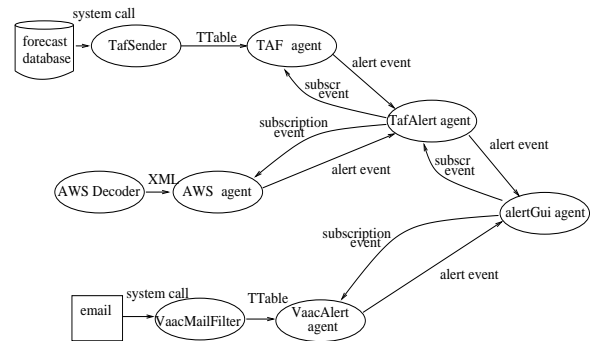 system call
forecast
database
TafSender
TTable
TAF agent
alert event
subscr
event
TafAlert agent
subscription
event
alert event
AWS Decoder
XML
AWS agent
alert event
subscr
event
alertGui agent
subscription
event
alert event
email
system call
VaacMailFilter
TTable
VaacAlert
agent